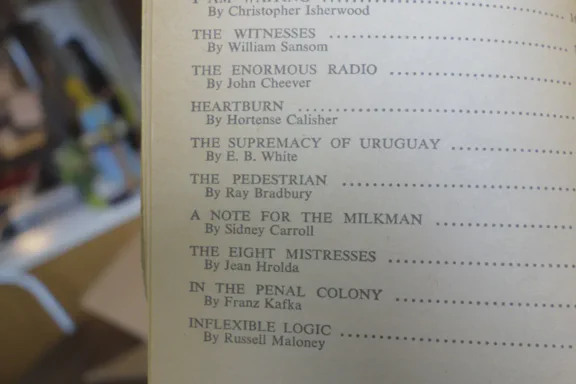 By Christopher Isherwood
THE WITNESSES
By William Sansom
THE ENORMOUS RADIO
By John Cheever
HEARTBURN
By Hortense Calisher
THE SUPREMACY OF URUGUAY
By E. B. White
THE PEDESTRIAN
By Ray Bradbury
A NOTE FOR THE MILKMAN
By Sidney Carroll
THE EIGHT MISTRESSES
By Jean Hrolda
IN THE PENAL COLONY
By Franz Kafka
INFLEXIBLE LOGIC
By Russell Maloney